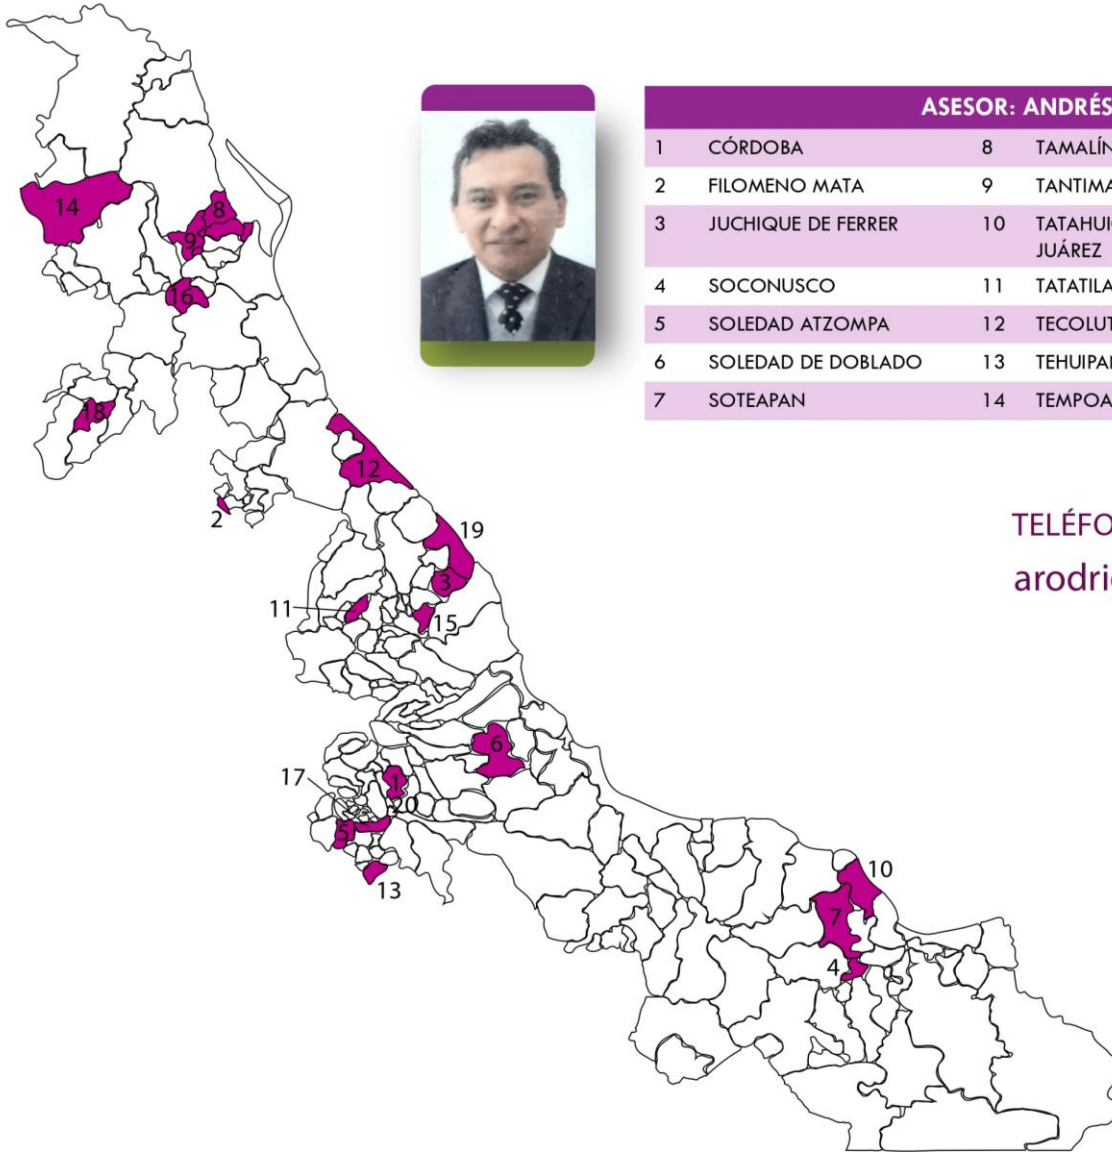 ASESOR: ANDRÉS
1 CÓRDOBA 8 TAMALÍN
2 FILOMENO MATA 9 TANTIMA
3 JUCHIQUE DE FERRER 10 TATAHUI
JUÁREZ
4 SOCONUSCO 11 TATATILA
5 SOLEDAD ATZOMPA 12 TECOLUT
6 SOLEDAD DE DOBLADO 13 TEHUIPA
7 SOTEAPAN 14 TEMPOA
TELÉFO
arodri
14
8
9
16
18
12
2
19
3
11
15
6
17
1
20
5
13
10
7
4